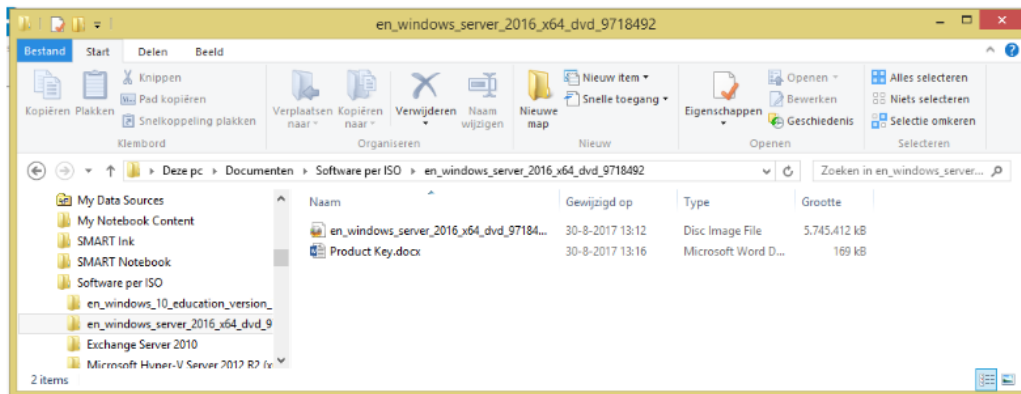 en_windows_server_2016_x64_dvd_9718492
Bestand Start Delen Beeld
Kopiëren Plakken
Knippen
Pad kopiëren
Snelkoppeling plakken
Klembord
Verplaatsen naar
Kopiëren naar
Verwijderen
Naam wijzigen
Organiseren
Nieuwe map
Nieuw item
Snelle toegang
Nieuw
Eigenschappen
Openen
Bewerken
Geschiedenis
Openen
Alles selecteren
Niets selecteren
Selectie omkeren
Selecteren
Deze pc Documenten Software per ISO en_windows_server_2016_x64_dvd_9718492
Zoeken in en_windows_server...
My Data Sources
My Notebook Content
SMART Ink
SMART Notebook
Software per ISO
en_windows_10_education_version_
en_windows_server_2016_x64_dvd_9
Exchange Server 2010
Microsoft Hyper-V Server 2012 R2 (x
Naam Gewijzigd op Type Grootte
en_windows_server_2016_x64_dvd_97184... 30-8-2017 13:12 Disc Image File 5.745.412 kB
Product Key.docx 30-8-2017 13:16 Microsoft Word D... 169 kB
2 items